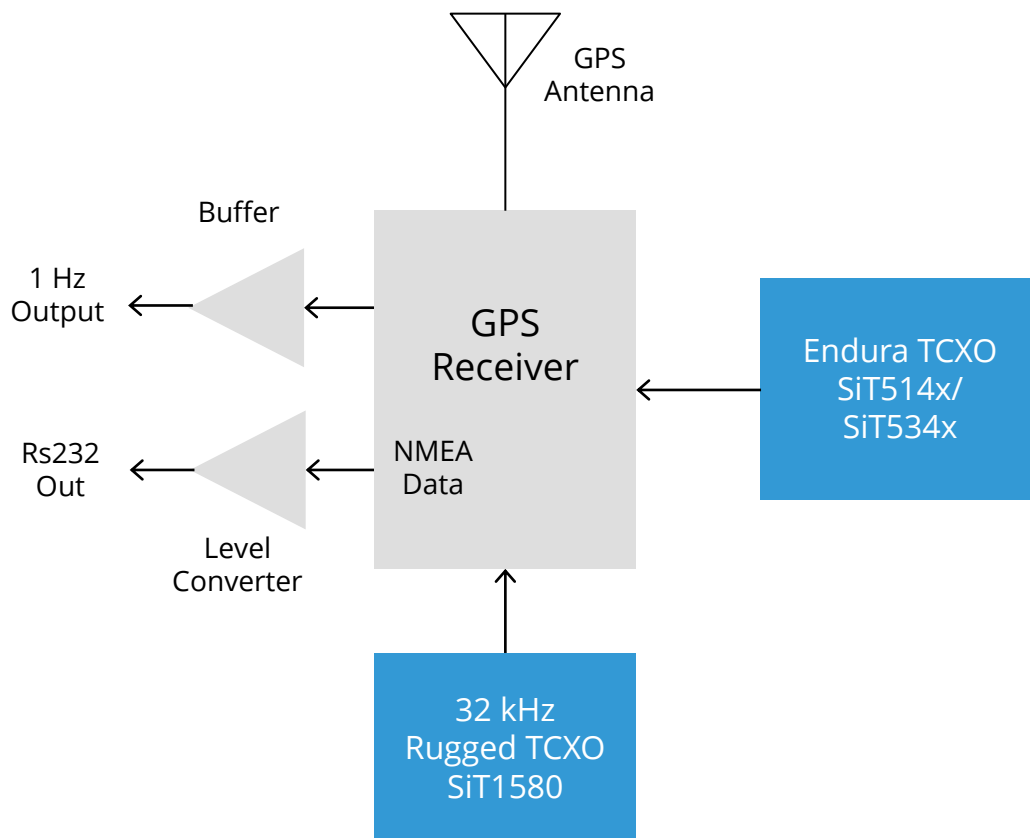 GPS
Antenna
Buffer
1 Hz
Output
GPS
Receiver
Endura TCXO
SiT514x/
SiT534x
Rs232
Out
NMEA
Data
Level
Converter
32 kHz
Rugged TCXO
SiT1580